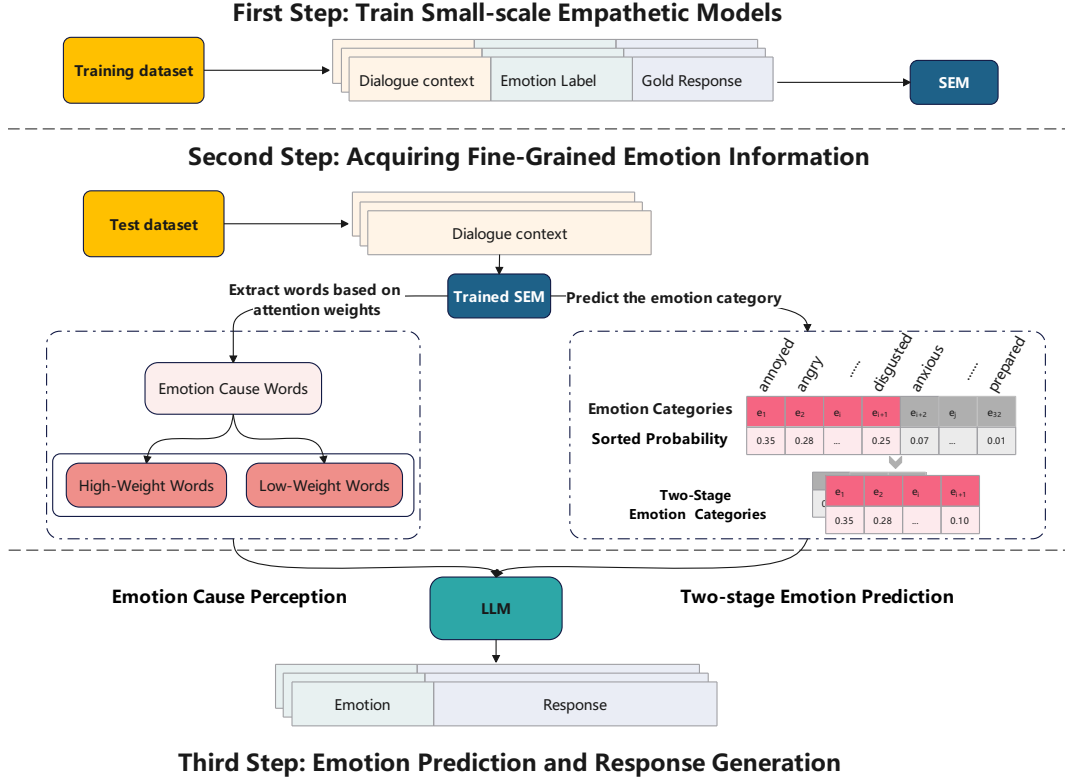 First Step: Train Small-scale Empathetic Models
Training dataset
Dialogue context
Emotion Label
Gold Response
SEM
Second Step: Acquiring Fine-Grained Emotion Information
Test dataset
Dialogue context
Extract words based on
attention weights
Trained SEM
Predict the emotion category
Emotion Cause Words
High-Weight Words
Low-Weight Words
annoyed
angry
......
disgusted
anxious
......
prepared
Emotion Categories
e1 e2 ei ei+1 ei+2 ej e32
Sorted Probability
0.35 0.28 ... 0.25 0.07 ... 0.01
Two-Stage
Emotion Categories
e1 e2 ei ei+1
0.35 0.28 ... 0.10
Emotion Cause Perception
LLM
Two-stage Emotion Prediction
Emotion
Response
Third Step: Emotion Prediction and Response Generation